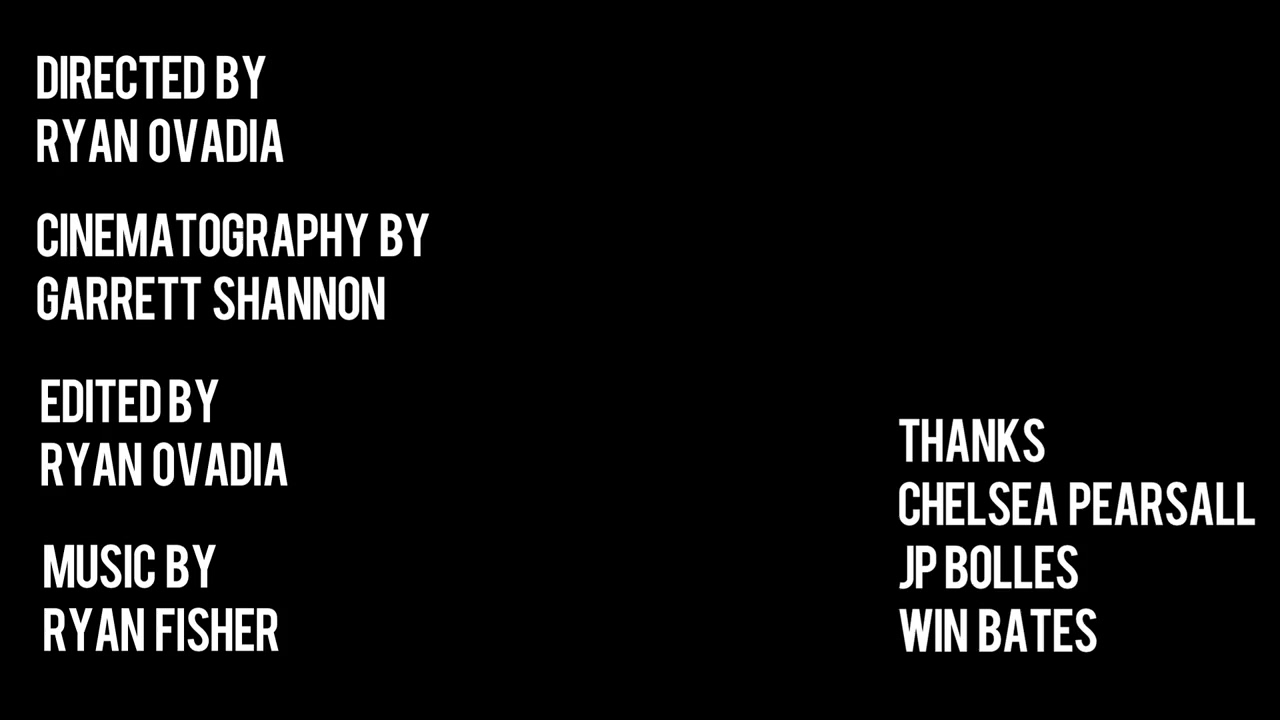 DIRECTED BY
RYAN OVADIA
CINEMATOGRAPHY BY
GARRETT SHANNON
EDITED BY
RYAN OVADIA
MUSIC BY
RYAN FISHER
THANKS
CHELSEA PEARSALL
JP BOLLES
WIN BATES